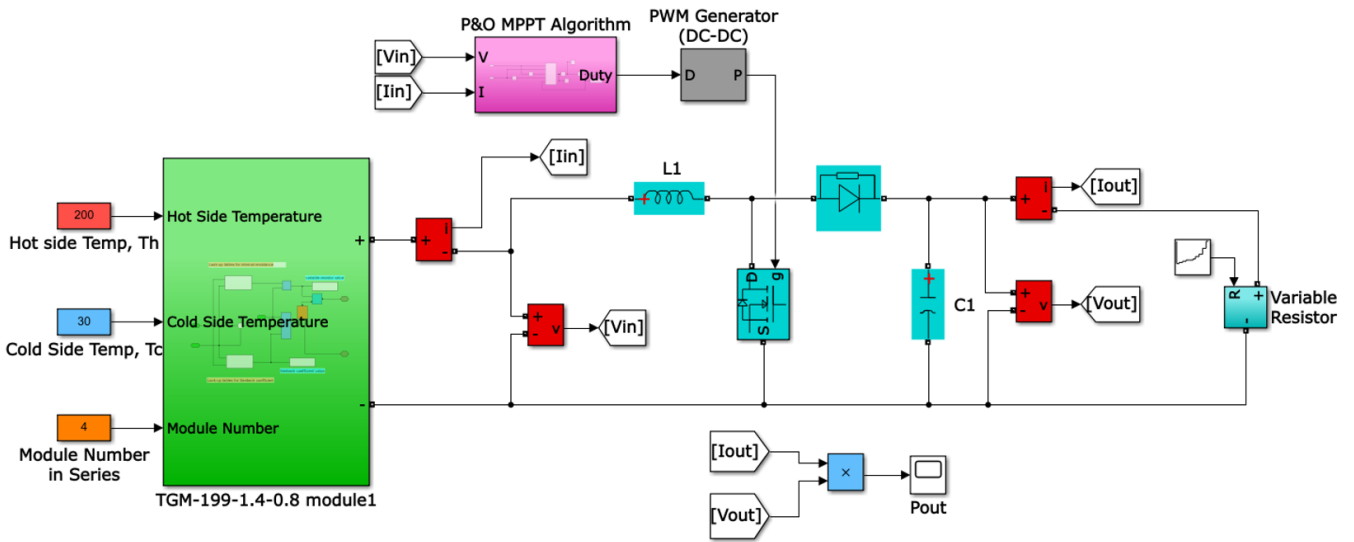 P&O MPPT Algorithm
PWM Generator
(DC-DC)
[Vin]
V
[Iin]
I
Duty
D
P
[Iin]
L1
i
[Iout]
+
-
200
Hot Side Temperature
Hot side Temp, Th
+
+
i
-
+
30
Cold Side Temperature
Cold Side Temp, Tc
+
-
v
[Vin]
D
g
S
+
C1
+
-
v
[Vout]
R
+
-
Variable
Resistor
-
4
Module Number
Module Number
in Series
TGM-199-1.4-0.8 module1
[Iout]
×
[Vout]
Pout